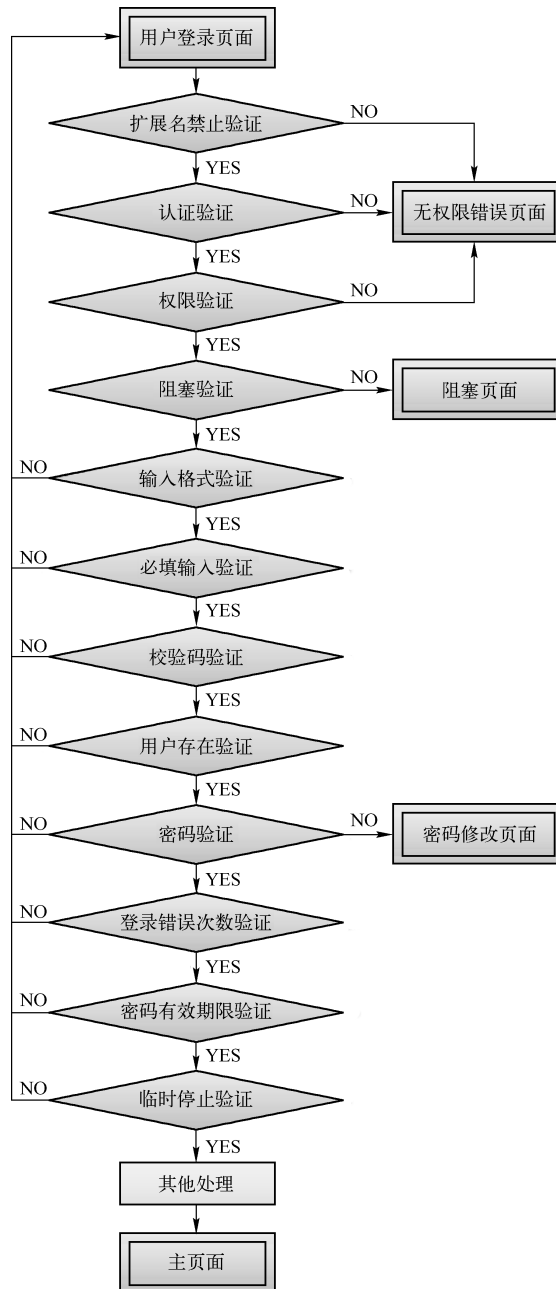 用户登录页面
扩展名禁止验证
NO
YES
认证验证
NO
无权限错误页面
YES
权限验证
NO
YES
阻塞验证
NO
阻塞页面
YES
NO
输入格式验证
YES
NO
必填输入验证
YES
NO
校验码验证
YES
NO
用户存在验证
YES
NO
密码验证
NO
密码修改页面
YES
NO
登录错误次数验证
YES
NO
密码有效期限验证
YES
NO
临时停止验证
YES
其他处理
主页面